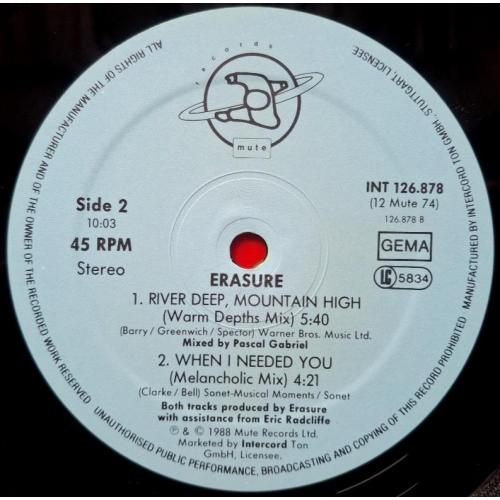 records
mute
Side 2
10:03
45 RPM
Stereo
INT 126.878
(12 Mute 74)
126.878 B
GEMA
LC 5834
ERASURE
1. RIVER DEEP, MOUNTAIN HIGH
(Warm Depths Mix) 5:40
(Barry / Greenwich / Spector) Warner Bros. Music Ltd.
Mixed by Pascal Gabriel
2. WHEN I NEEDED YOU
(Melancholic Mix) 4:21
(Clarke / Bell) Sonet-Musical Moments / Sonet
Both tracks produced by Erasure
with assistance from Eric Radcliffe
℗ & © 1988 Mute Records Ltd.
Marketed by Intercord Ton
GmbH, Licensee.
ALL RIGHTS OF THE MANUFACTURER AND OF THE OWNER OF THE RECORDED WORK RESERVED
UNAUTHORISED PUBLIC PERFORMANCE, BROADCASTING AND COPYING OF THIS RECORD PROHIBITED
MANUFACTURED BY INTERCORD TON GMBH, STUTTGART, LICENSEE.